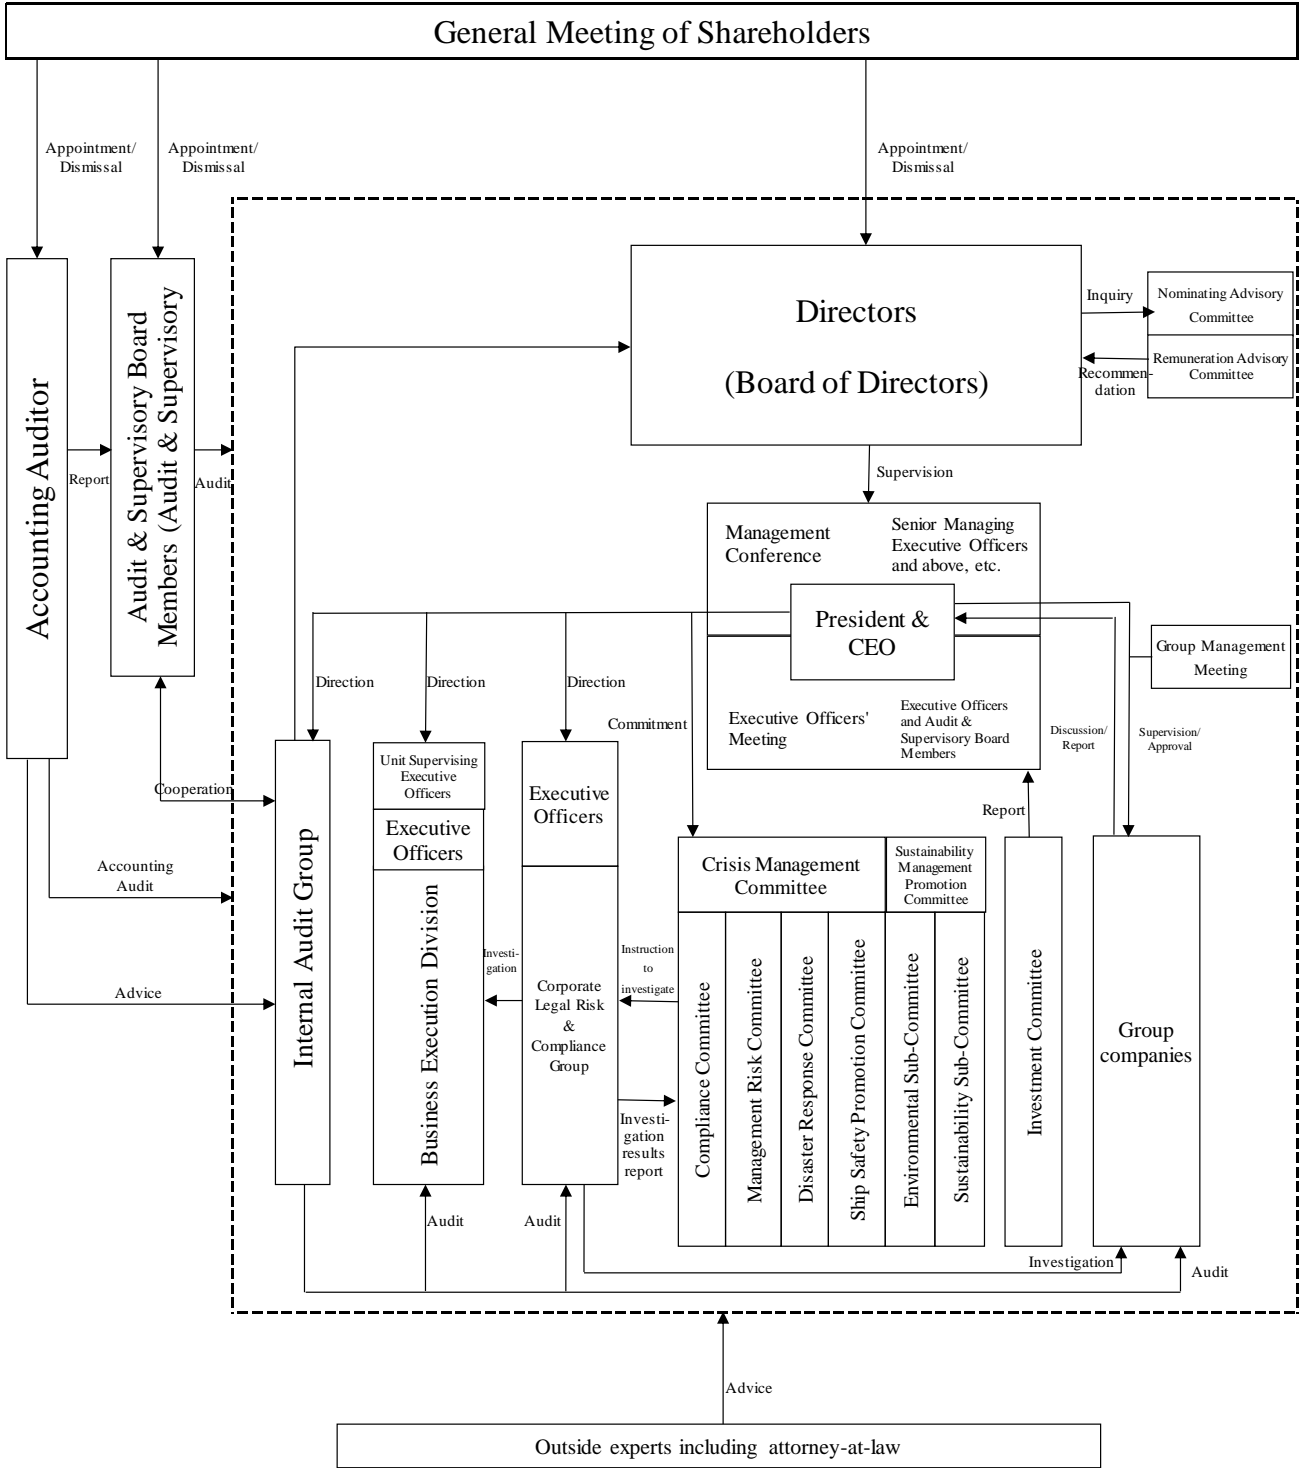 General Meeting of Shareholders
Appointment/
Dismissal
Appointment/
Dismissal
Appointment/
Dismissal
Accounting Auditor
Report
Audit & Supervisory Board
Members (Audit & Supervisory
Audit
Directors
(Board of Directors)
Inquiry
Nominating Advisory
Committee
Remuneration Advisory
Committee
Recommen-
dation
Supervision
Management
Conference
Senior Managing
Executive Officers
and above, etc.
President &
CEO
Executive Officers'
Meeting
Executive Officers
and Audit &
Supervisory Board
Members
Group Management
Meeting
Direction
Direction
Direction
Commitment
Discussion/
Report
Supervision/
Approval
Cooperation
Accounting
Audit
Advice
Internal Audit Group
Unit Supervising
Executive
Officers
Executive
Officers
Business Execution Division
Investi-
gation
Executive
Officers
Corporate
Legal Risk
&
Compliance
Group
Instruction
to
investigate
Investi-
gation
results
report
Crisis Management
Committee
Sustainability
Management
Promotion
Committee
Compliance Committee
Management Risk Committee
Disaster Response Committee
Ship Safety Promotion Committee
Environmental Sub-Committee
Sustainability Sub-Committee
Report
Investment Committee
Group
companies
Audit
Audit
Investigation
Audit
Advice
Outside experts including attorney-at-law